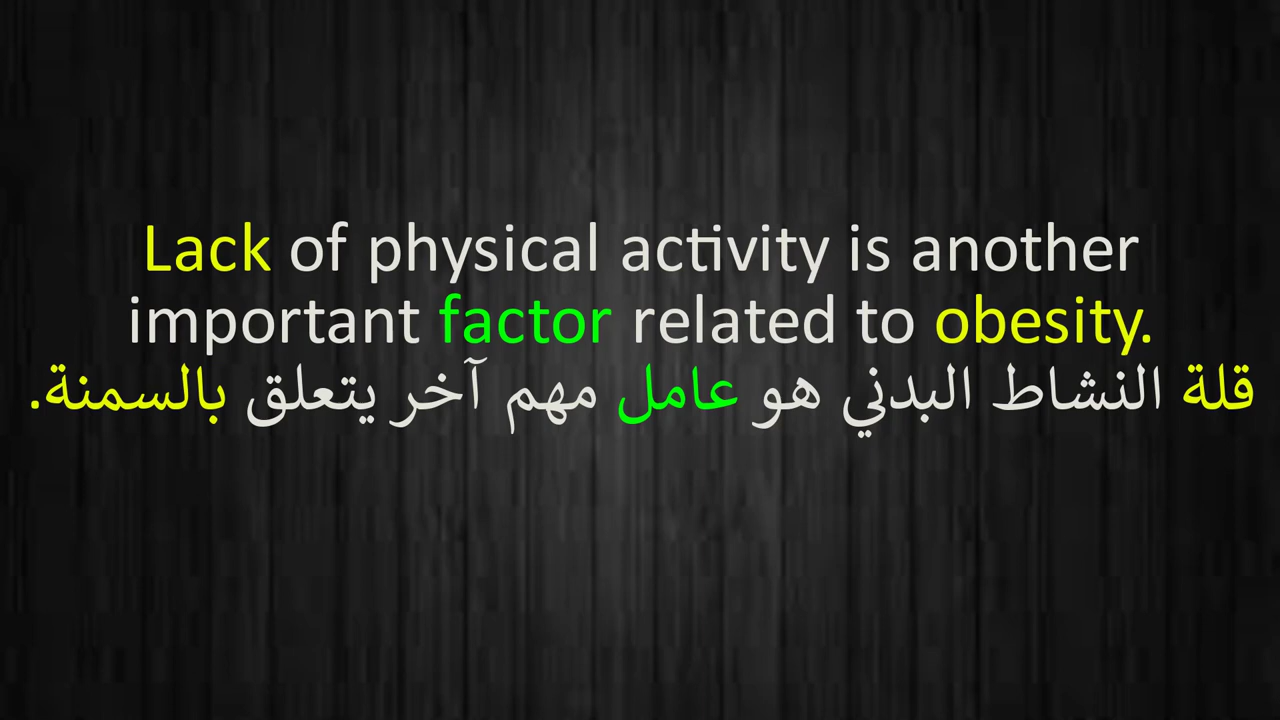 Lack of physical activity is another
important factor related to obesity.
قلة النشاط البدني هو عامل مهم آخر يتعلق بالسمنة.